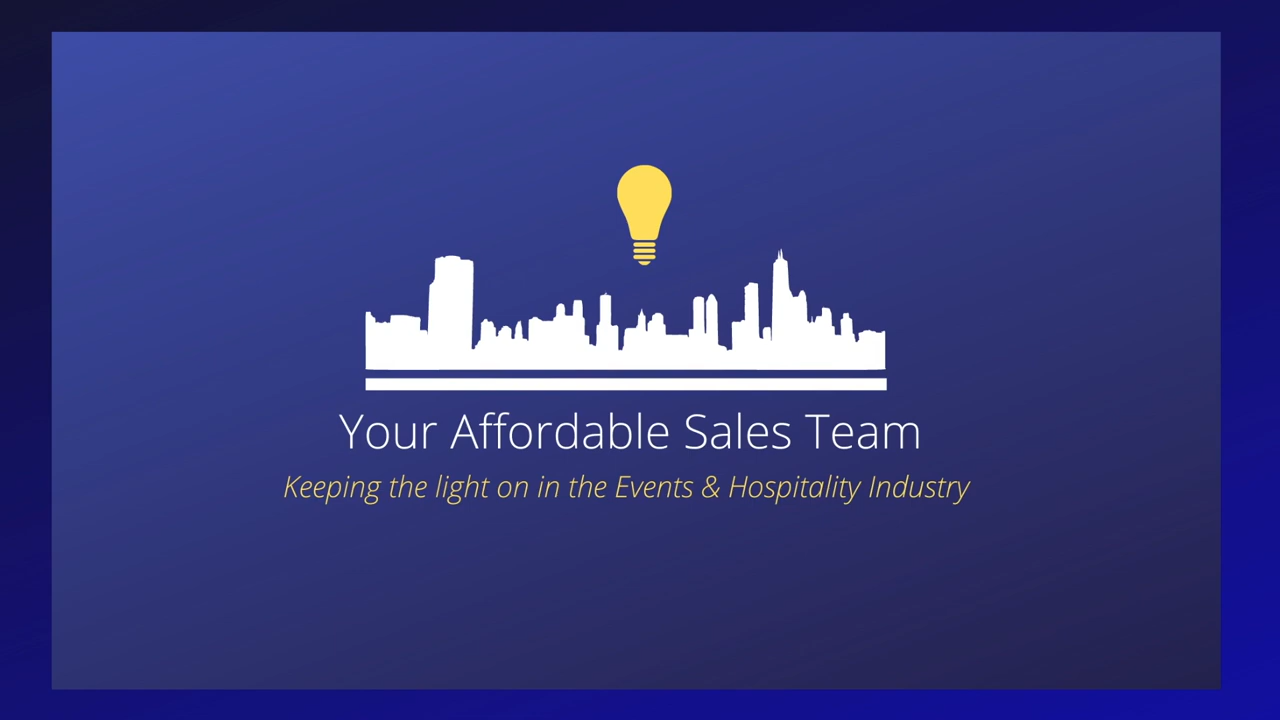 Your Affordable Sales Team
Keeping the light on in the Events & Hospitality Industry